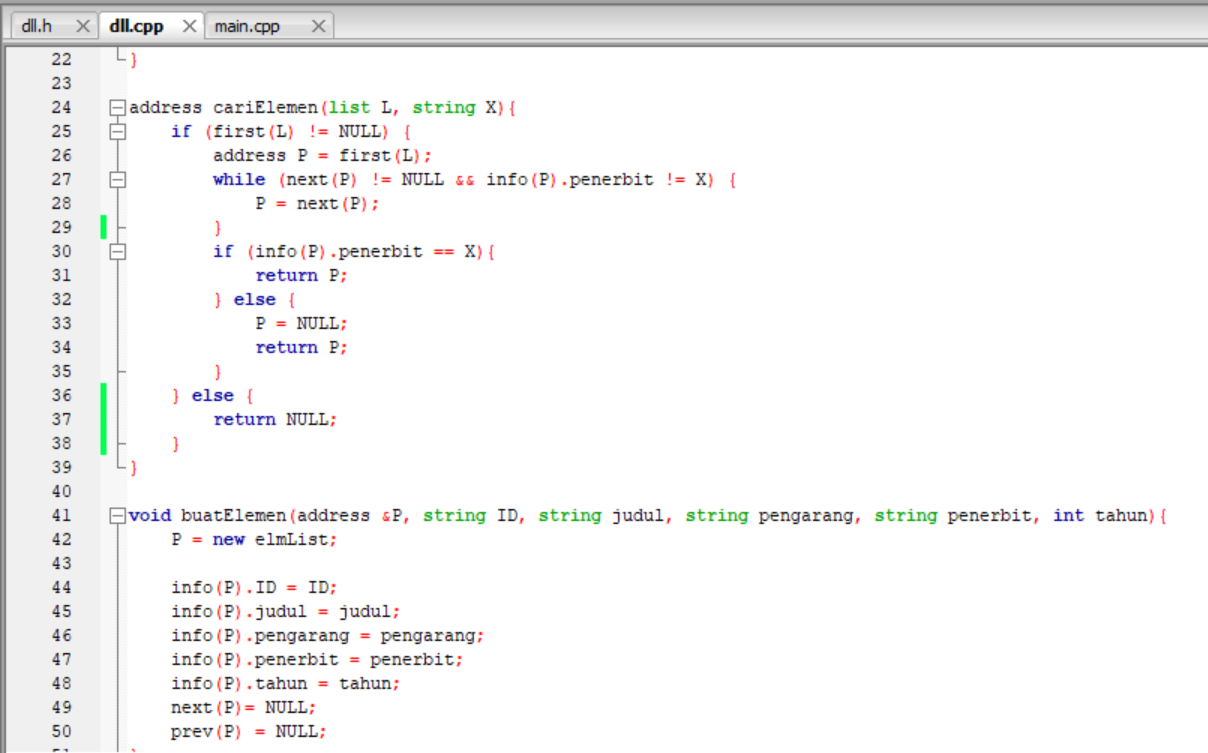 dll.h × dll.cpp × main.cpp ×
22 }
23
24 address cariElemen(list L, string X){
25     if (first(L) != NULL) {
26         address P = first(L);
27         while (next(P) != NULL && info(P).penerbit != X) {
28             P = next(P);
29         }
30         if (info(P).penerbit == X){
31             return P;
32         } else {
33             P = NULL;
34             return P;
35         }
36     } else {
37         return NULL;
38     }
39 }
40
41 void buatElemen(address &P, string ID, string judul, string pengarang, string penerbit, int tahun){
42     P = new elmList;
43
44     info(P).ID = ID;
45     info(P).judul = judul;
46     info(P).pengarang = pengarang;
47     info(P).penerbit = penerbit;
48     info(P).tahun = tahun;
49     next(P)= NULL;
50     prev(P) = NULL;